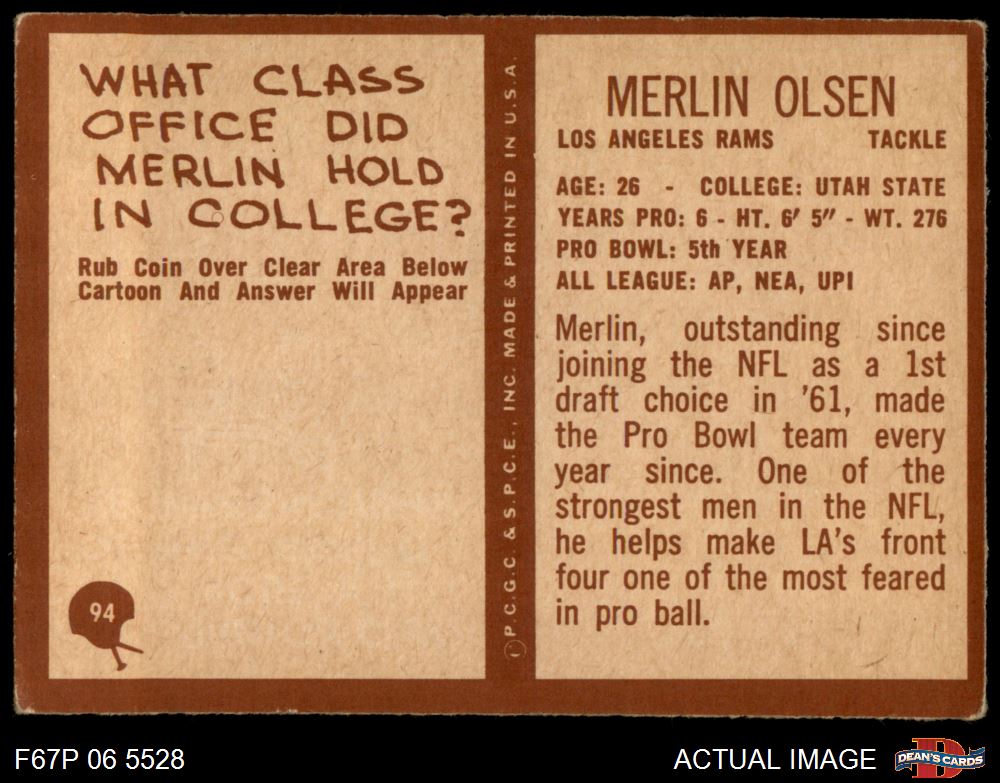 WHAT CLASS
OFFICE DID
MERLIN HOLD
IN COLLEGE?
Rub Coin Over Clear Area Below
Cartoon And Answer Will Appear
94
© P.C.G.C. & S.P.C.E., INC. MADE & PRINTED IN U.S.A.
MERLIN OLSEN
LOS ANGELES RAMS TACKLE
AGE: 26 - COLLEGE: UTAH STATE
YEARS PRO: 6 - HT. 6' 5" - WT. 276
PRO BOWL: 5th YEAR
ALL LEAGUE: AP, NEA, UPI
Merlin, outstanding since
joining the NFL as a 1st
draft choice in '61, made
the Pro Bowl team every
year since. One of the
strongest men in the NFL,
he helps make LA's front
four one of the most feared
in pro ball.
F67P 06 5528
ACTUAL IMAGE
D
DEAN'S CARDS